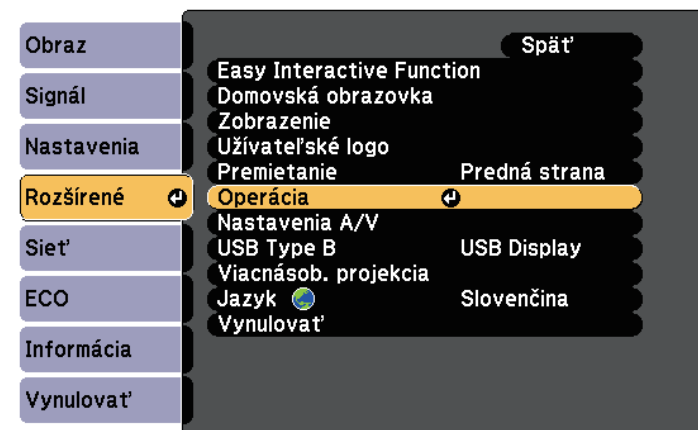 Obraz
Signál
Nastavenia
Rozšírené
Sieť
ECO
Informácia
Vynulovať
Späť
Easy Interactive Function
Domovská obrazovka
Zobrazenie
Užívateľské logo
Premietanie Predná strana
Operácia
Nastavenia A/V
USB Type B USB Display
Viacnásob. projekcia
Jazyk Slovenčina
Vynulovať